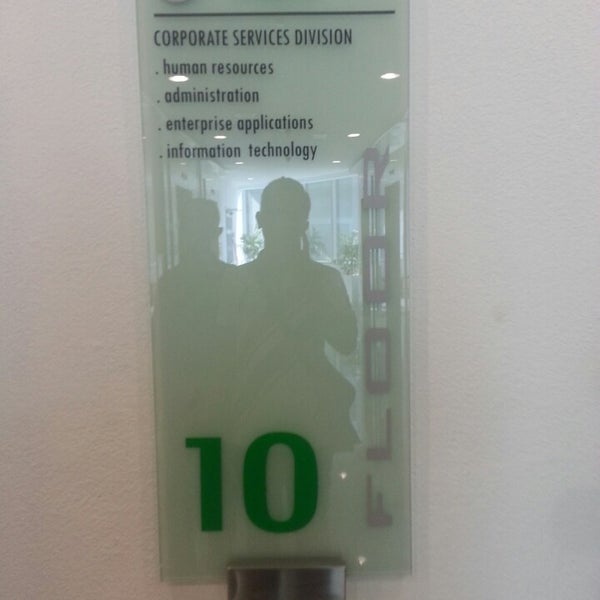 CORPORATE SERVICES DIVISION
. human resources
. administration
. enterprise applications
. information technology
FLOOR
10